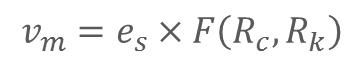 v_m = e_s × F(R_c, R_k)